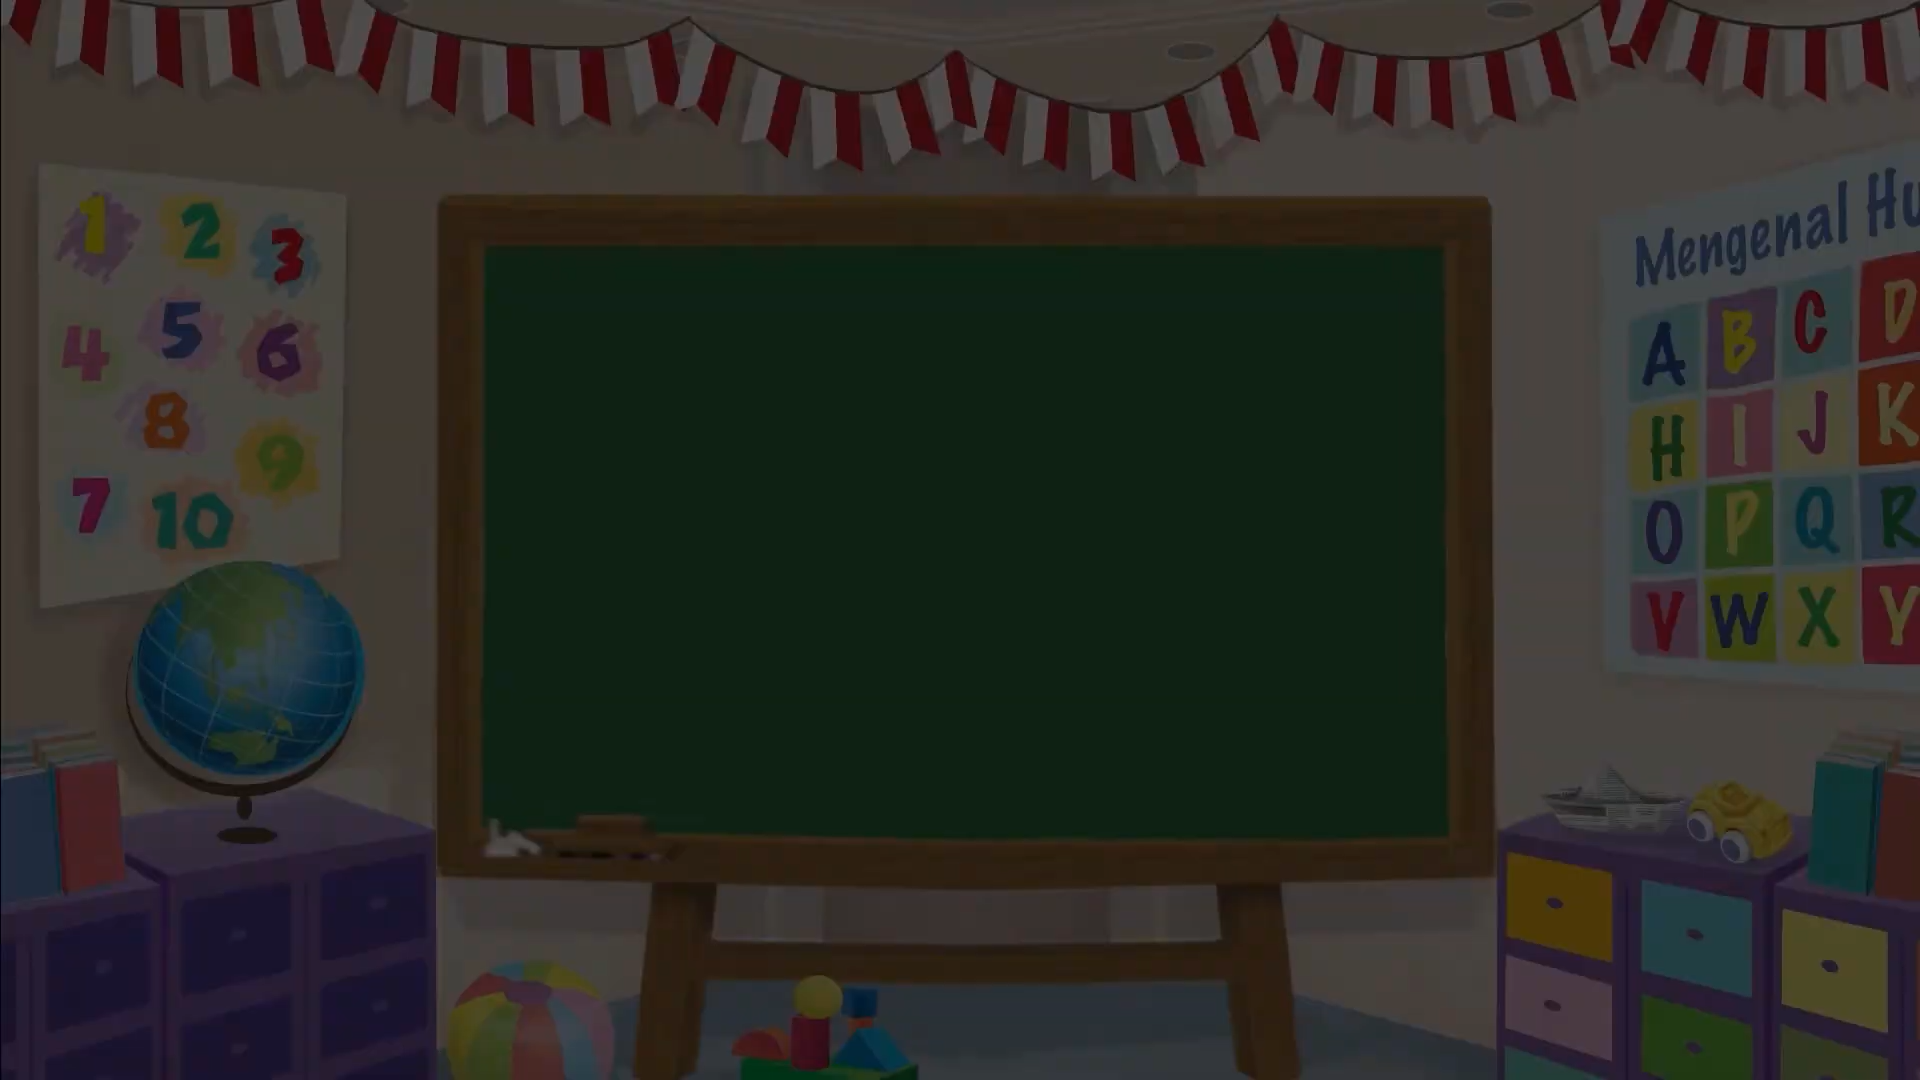 1 2 3
4 5 6
8
9
7 10
Mengenal Hu
A B C D
H I J K
O P Q R
V W X Y